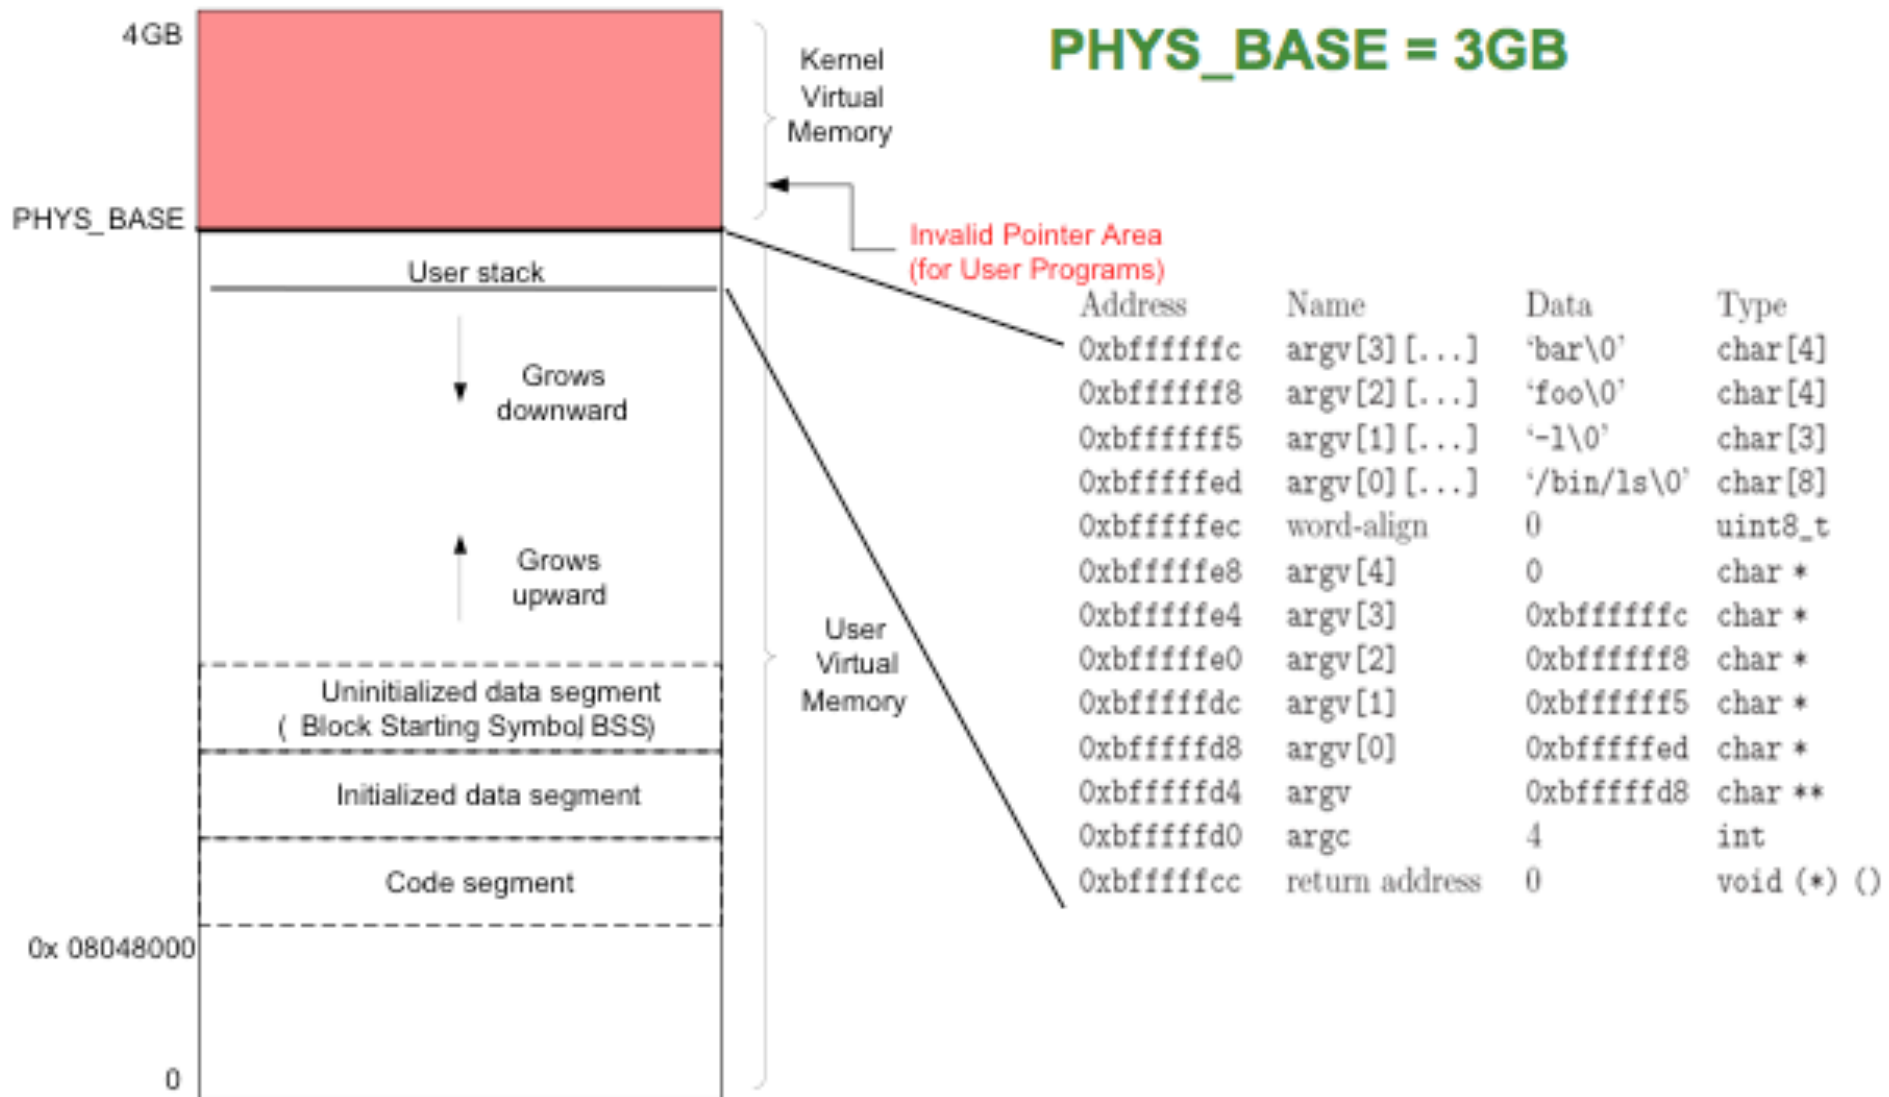 PHYS_BASE = 3GB
4GB
Kernel
Virtual
Memory
PHYS_BASE
Invalid Pointer Area
(for User Programs)
User stack
Grows
downward
Grows
upward
User
Virtual
Memory
Uninitialized data segment
( Block Starting Symbol BSS)
Initialized data segment
Code segment
0x 08048000
0
Address Name Data Type
0xbffffffc argv[3][...] ‘bar\0’ char[4]
0xbffffff8 argv[2][...] ‘foo\0’ char[4]
0xbffffff5 argv[1][...] ‘-l\0’ char[3]
0xbfffffed argv[0][...] ‘/bin/ls\0’ char[8]
0xbfffffec word-align 0 uint8_t
0xbfffffe8 argv[4] 0 char *
0xbfffffe4 argv[3] 0xbffffffc char *
0xbfffffe0 argv[2] 0xbffffff8 char *
0xbfffffdc argv[1] 0xbffffff5 char *
0xbfffffd8 argv[0] 0xbfffffed char *
0xbfffffd4 argv 0xbfffffd8 char **
0xbfffffd0 argc 4 int
0xbfffffcc return address 0 void (*) ()